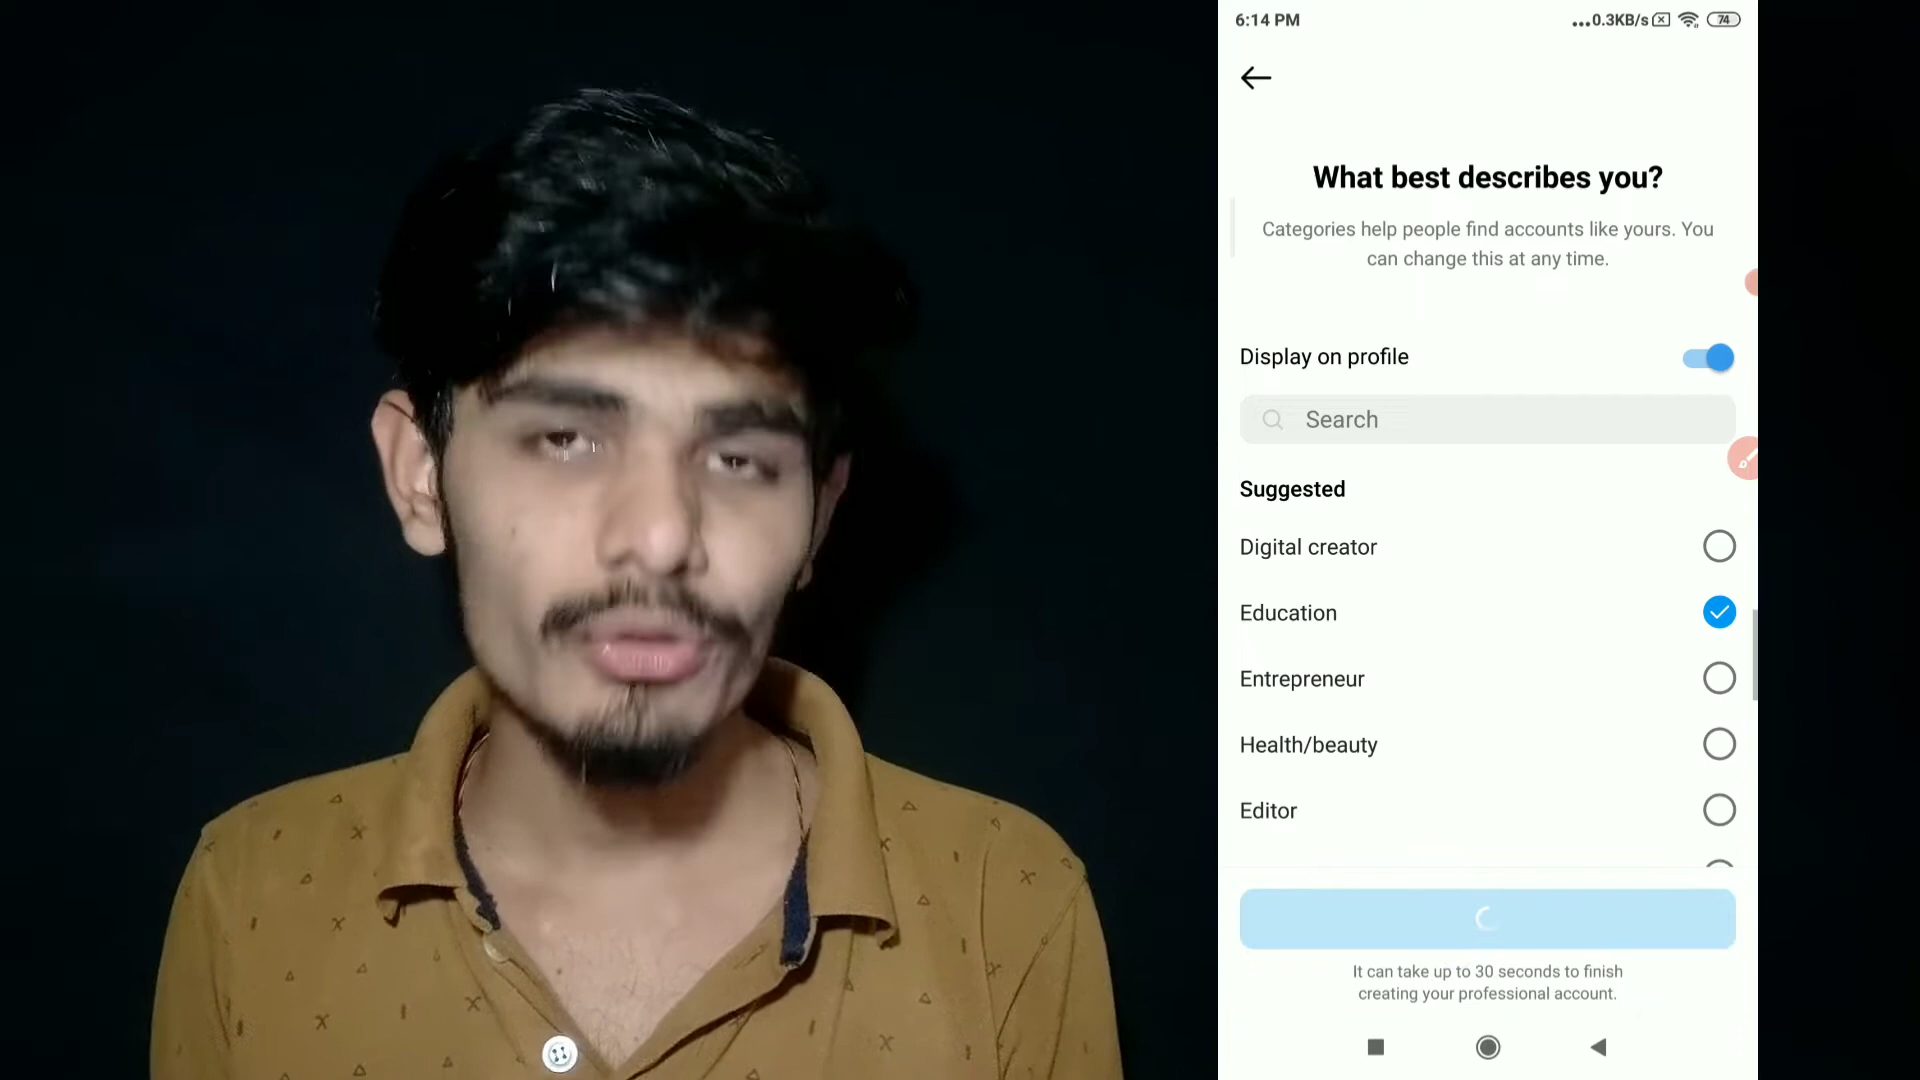 6:14 PM
...0.3KB/s
74
What best describes you?
Categories help people find accounts like yours. You
can change this at any time.
Display on profile
Search
Suggested
Digital creator
Education
Entrepreneur
Health/beauty
Editor
It can take up to 30 seconds to finish
creating your professional account.